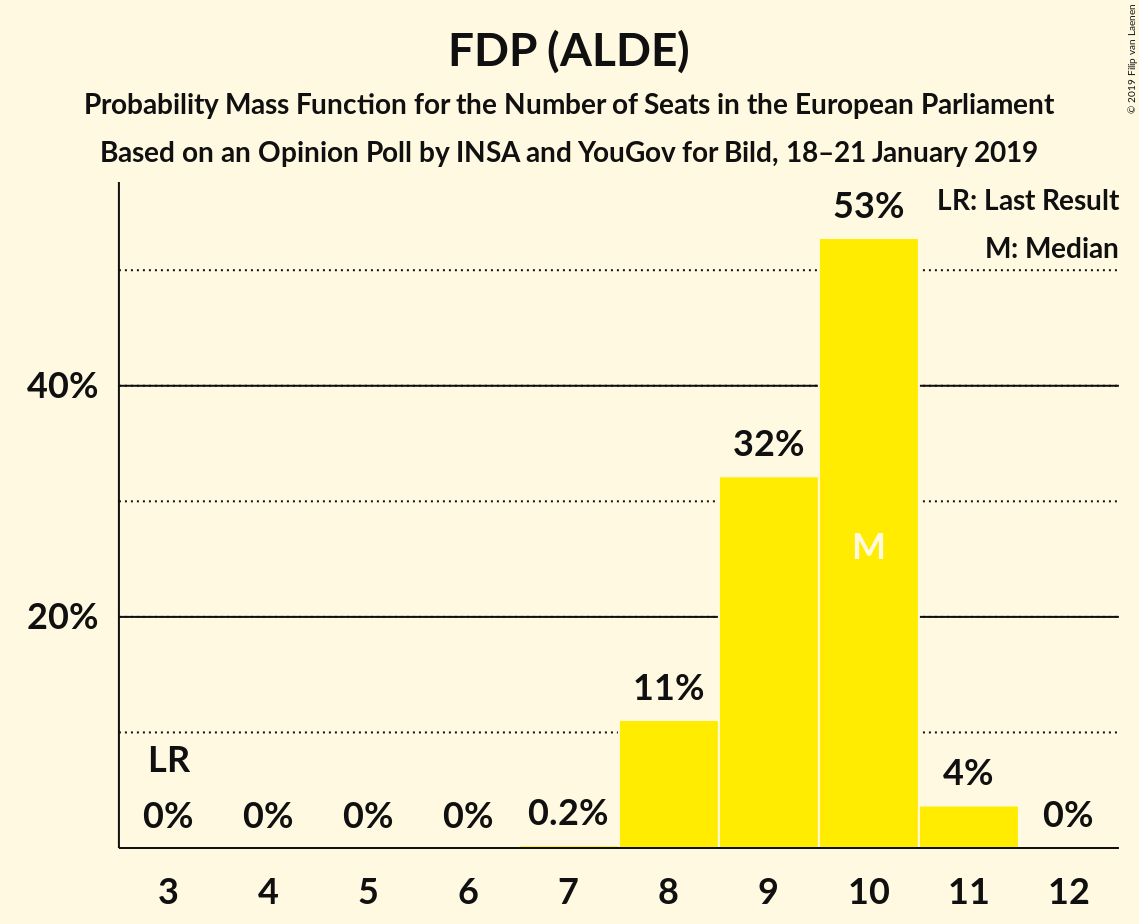 FDP (ALDE)
Probability Mass Function for the Number of Seats in the European Parliament
Based on an Opinion Poll by INSA and YouGov for Bild, 18–21 January 2019
© 2019 Filip van Laenen
LR: Last Result
M: Median
53%
40%
32%
M
20%
11%
LR
4%
0% 0% 0% 0% 0.2% 0%
3 4 5 6 7 8 9 10 11 12